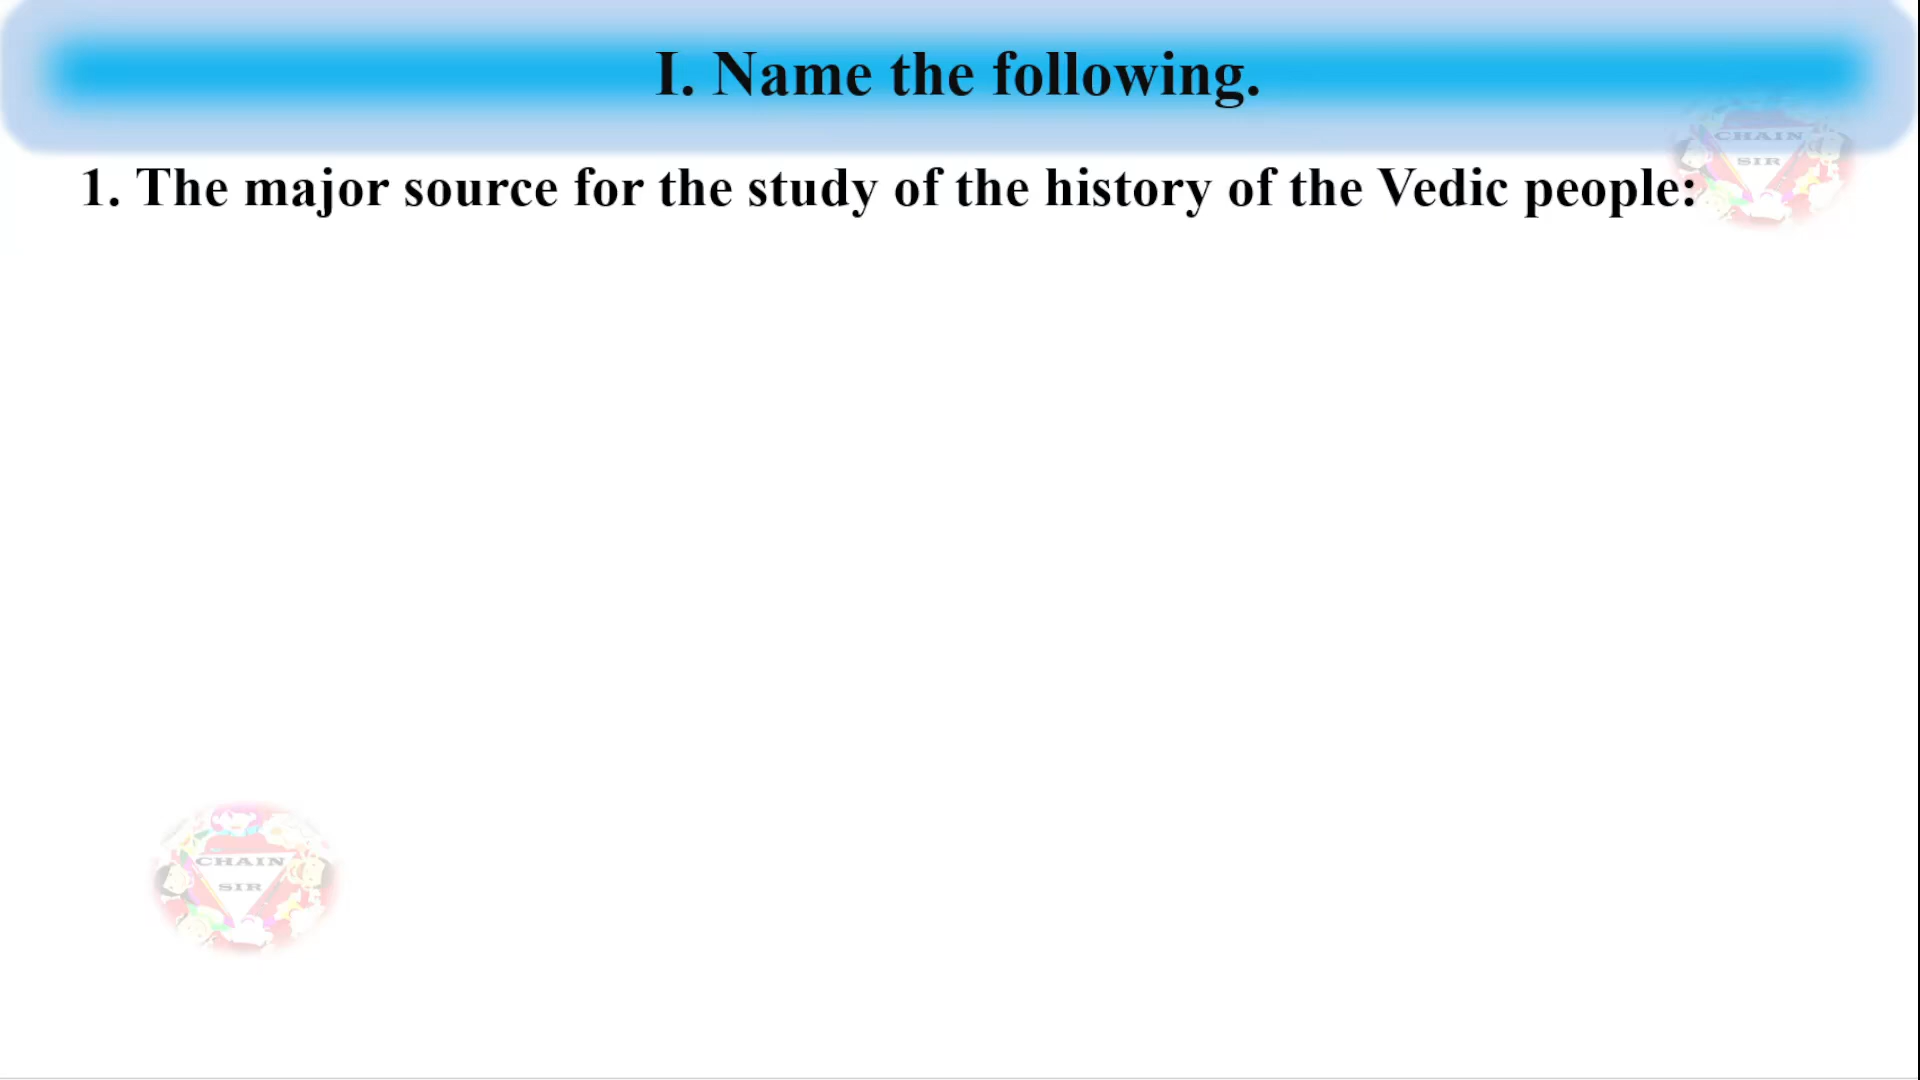 I. Name the following.
CHAIN
SIR
1. The major source for the study of the history of the Vedic people:
CHAIN
SIR